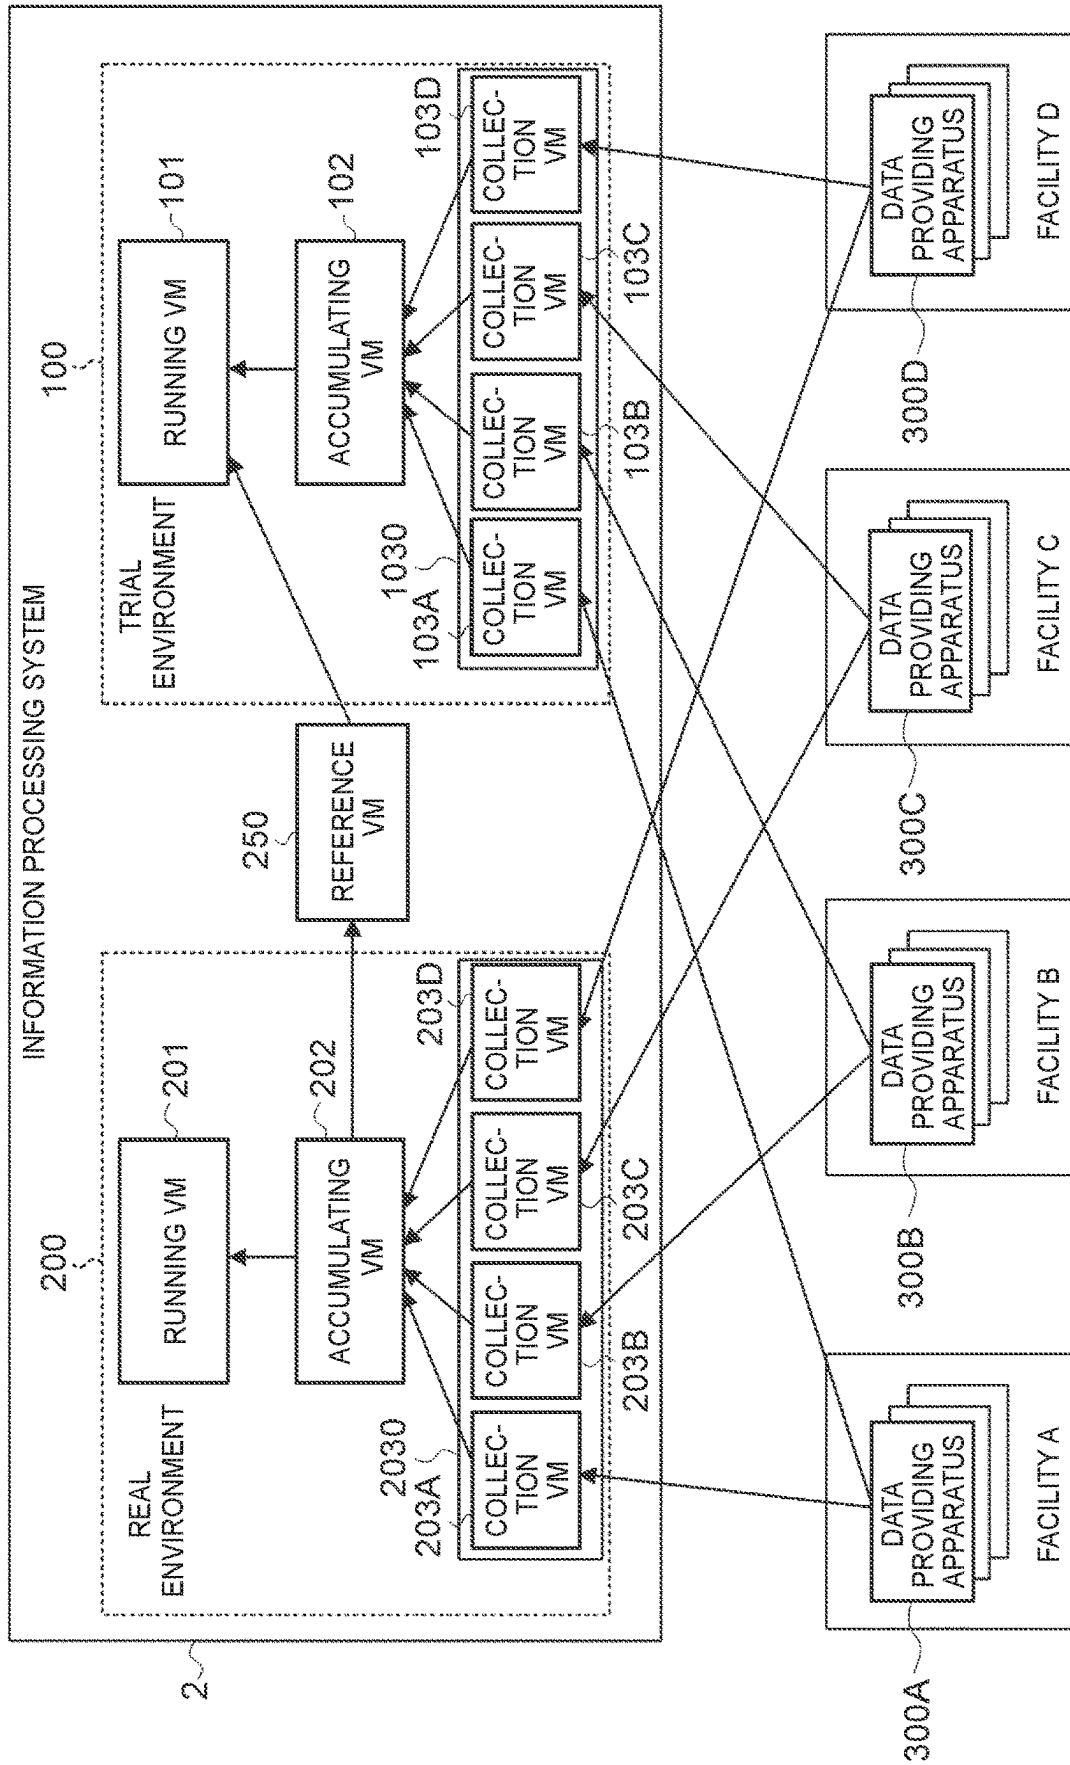 INFORMATION PROCESSING SYSTEM
2
200
REAL
ENVIRONMENT
RUNNING VM
201
ACCUMULATING
VM
202
2030
203A
COLLEC-
TION
VM
203B
COLLEC-
TION
VM
203C
COLLEC-
TION
VM
203D
COLLEC-
TION
VM
250
REFERENCE
VM
100
TRIAL
ENVIRONMENT
RUNNING VM
101
ACCUMULATING
VM
102
1030
103A
COLLEC-
TION
VM
103B
COLLEC-
TION
VM
103C
COLLEC-
TION
VM
103D
COLLEC-
TION
VM
300A
DATA
PROVIDING
APPARATUS
FACILITY A
300B
DATA
PROVIDING
APPARATUS
FACILITY B
300C
DATA
PROVIDING
APPARATUS
FACILITY C
300D
DATA
PROVIDING
APPARATUS
FACILITY D